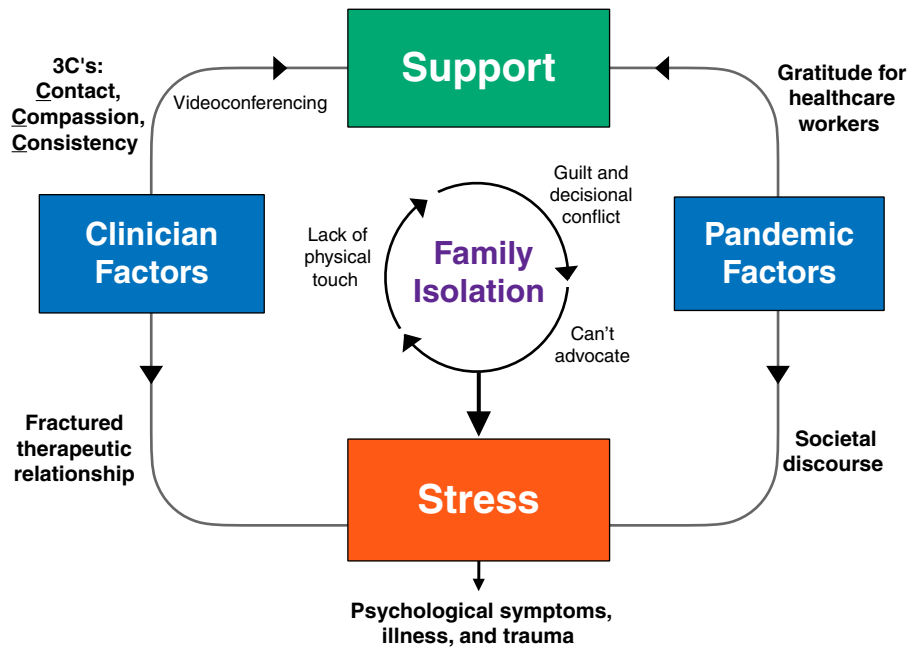 Support
3C's:
Contact,
Compassion,
Consistency
Videoconferencing
Gratitude for
healthcare
workers
Clinician
Factors
Lack of
physical
touch
Family
Isolation
Guilt and
decisional
conflict
Can't
advocate
Pandemic
Factors
Fractured
therapeutic
relationship
Stress
Societal
discourse
Psychological symptoms,
illness, and trauma